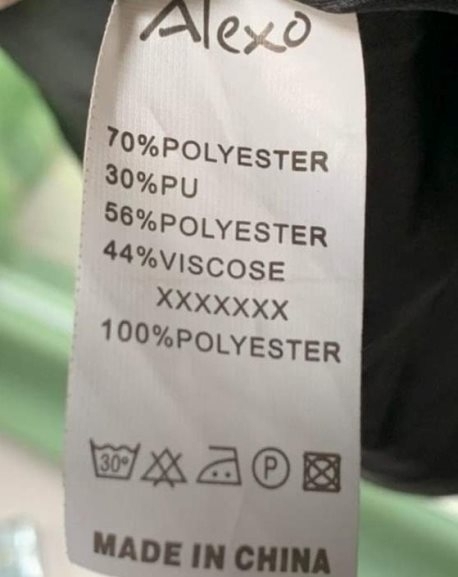 Alexo
70%POLYESTER
30%PU
56%POLYESTER
44%VISCOSE
XXXXXXX
100%POLYESTER
30° P
MADE IN CHINA